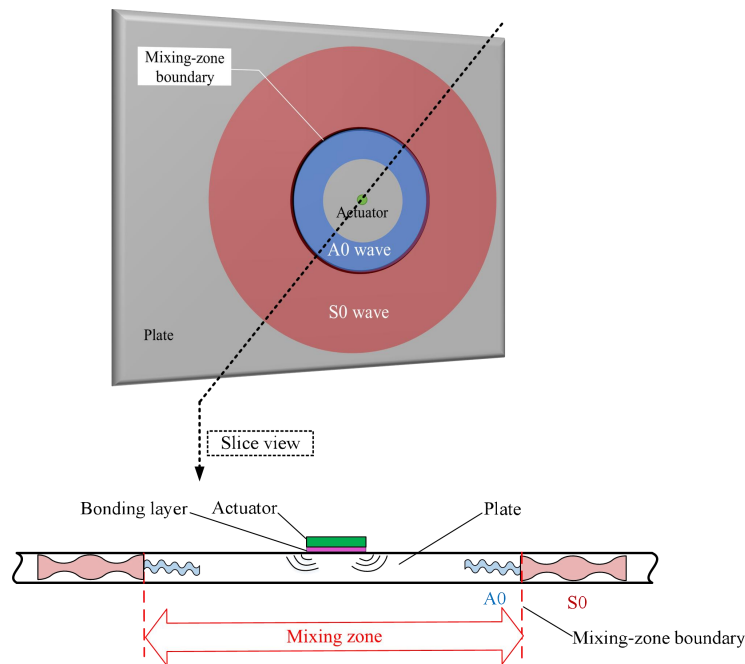 Mixing-zone
boundary
Actuator
A0 wave
S0 wave
Plate
Slice view
Bonding layer
Actuator
Plate
A0
S0
Mixing zone
Mixing-zone boundary